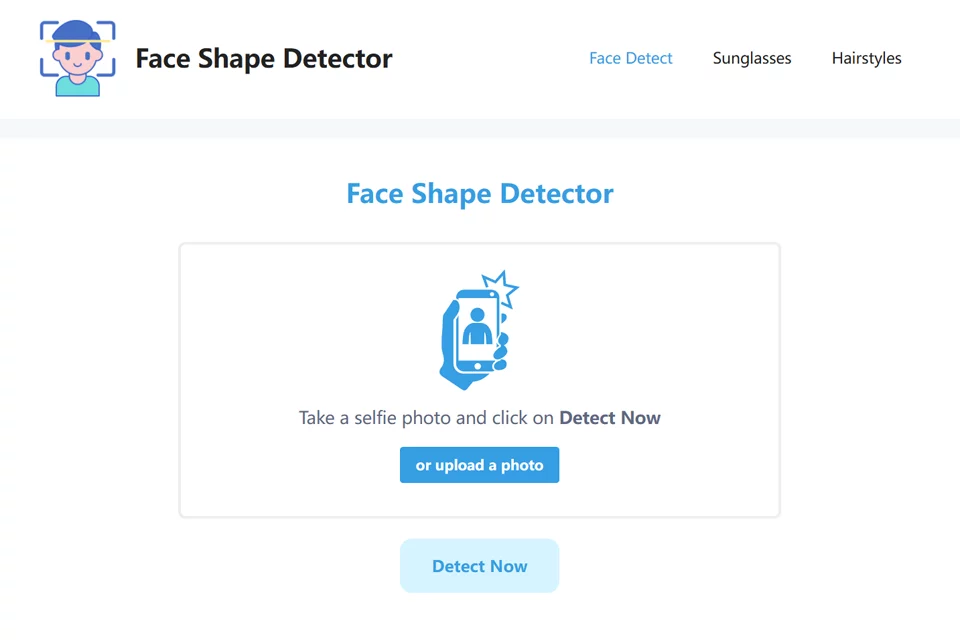 Face Shape Detector
Face Detect
Sunglasses
Hairstyles
Face Shape Detector
Take a selfie photo and click on Detect Now
or upload a photo
Detect Now